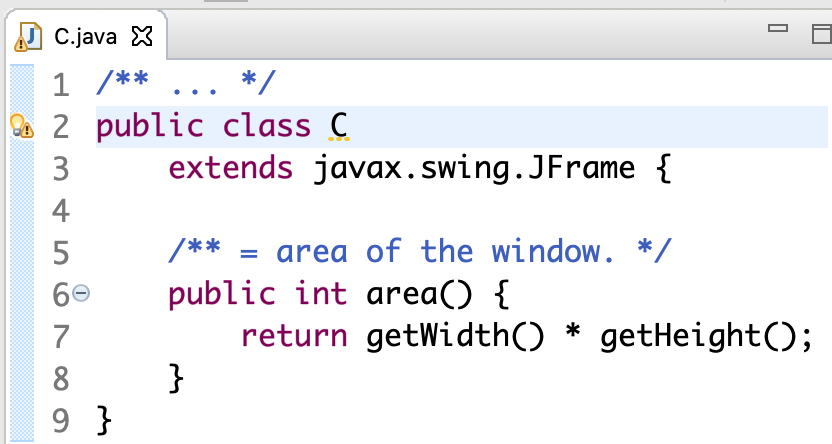 C.java
1 /** ... */
2 public class C
3 extends javax.swing.JFrame {
4
5 /** = area of the window. */
6 public int area() {
7 return getWidth() * getHeight();
8 }
9 }